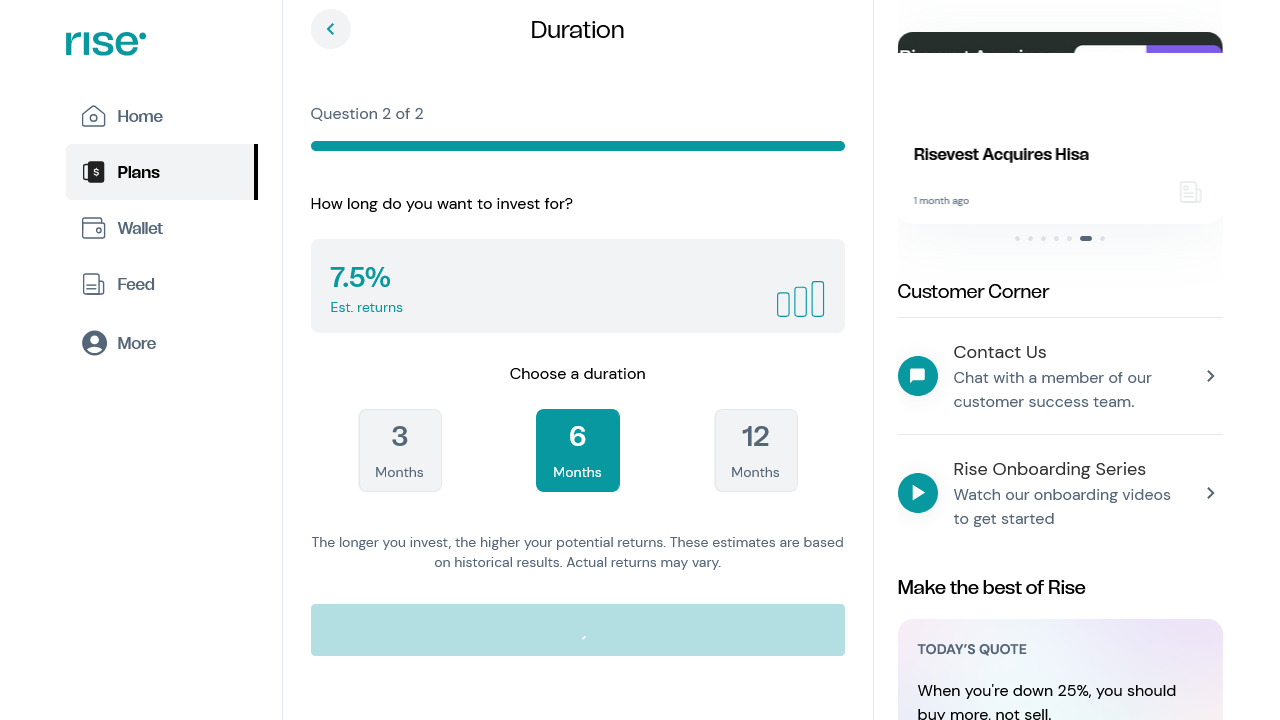 rise
Home
Plans
Wallet
Feed
More
Duration
Question 2 of 2
How long do you want to invest for?
7.5%
Est. returns
Choose a duration
3
Months
6
Months
12
Months
The longer you invest, the higher your potential returns. These estimates are based
on historical results. Actual returns may vary.
Risevest Acquires Hisa
1 month ago
Customer Corner
Contact Us
Chat with a member of our
customer success team.
Rise Onboarding Series
Watch our onboarding videos
to get started
Make the best of Rise
TODAY'S QUOTE
When you're down 25%, you should
buy more, not sell.